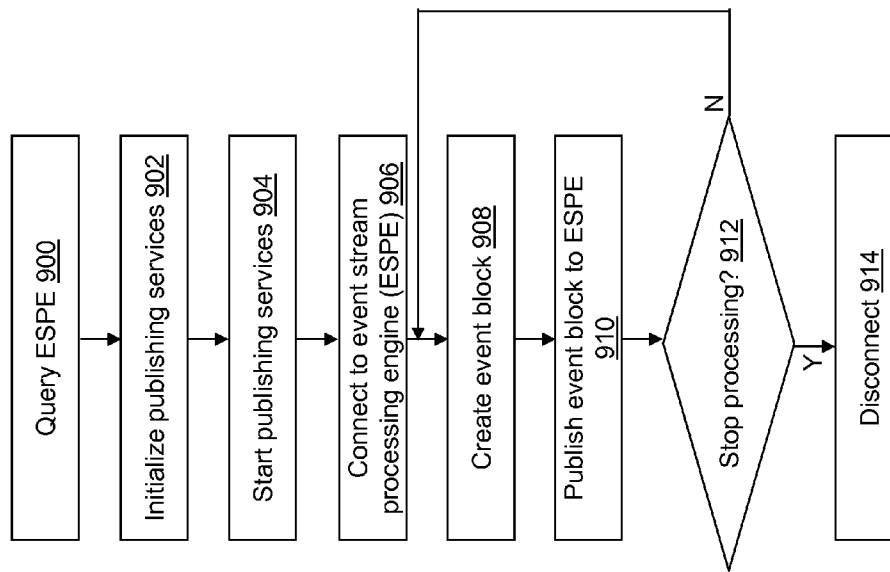 Query ESPE 900
Initialize publishing services 902
Start publishing services 904
Connect to event stream
processing engine (ESPE) 906
Create event block 908
Publish event block to ESPE
910
Stop processing? 912
N
Y
Disconnect 914